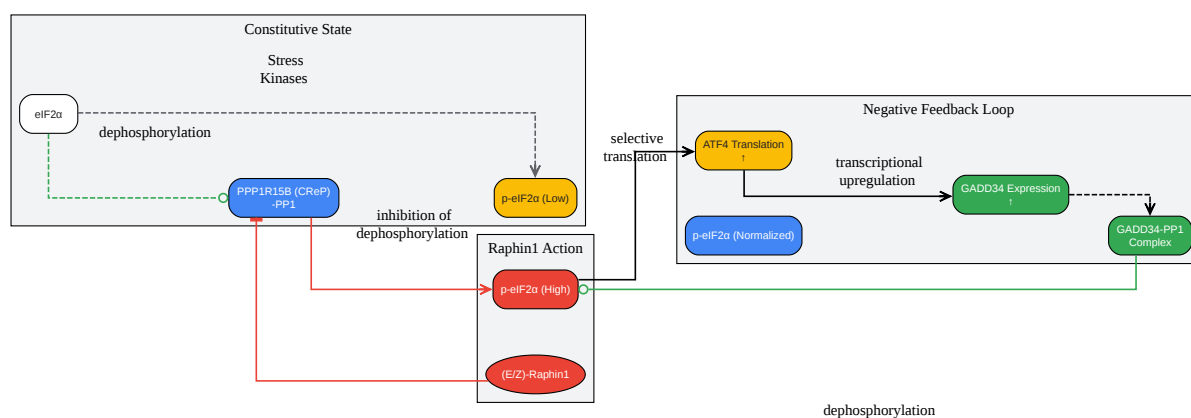 Constitutive State
Stress
Kinases
eIF2α
dephosphorylation
PPP1R15B (CReP)
-PP1
p-eIF2α (Low)
inhibition of
dephosphorylation
Raphin1 Action
p-eIF2α (High)
(E/Z)-Raphin1
selective
translation
Negative Feedback Loop
ATF4 Translation
↑
transcriptional
upregulation
GADD34 Expression
↑
p-eIF2α (Normalized)
GADD34-PP1
Complex
dephosphorylation